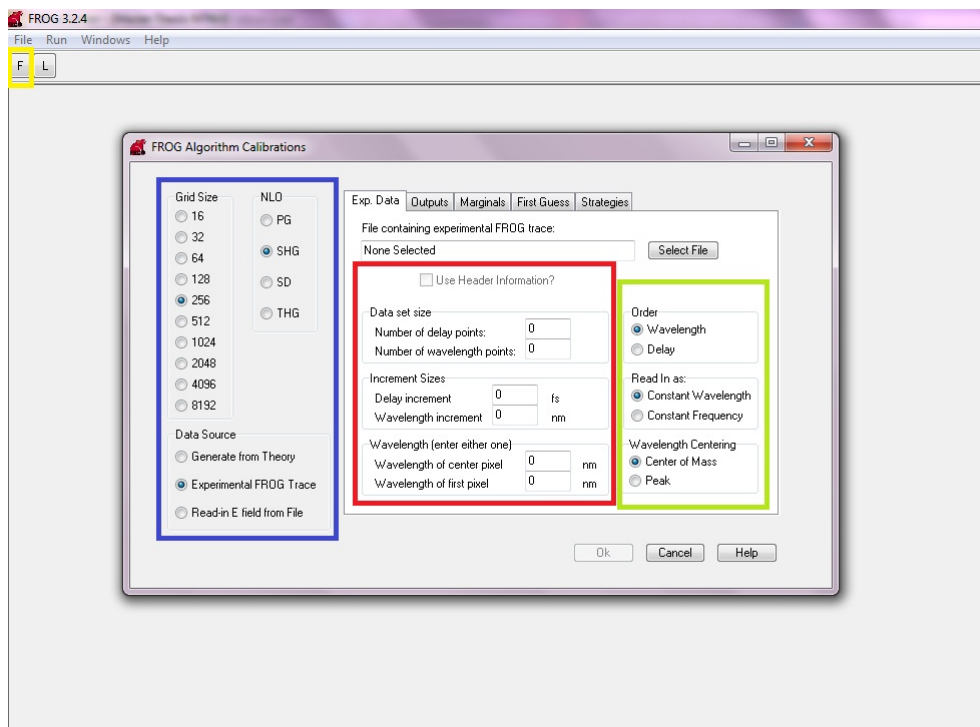 FROG 3.2.4
File Run Windows Help
F L
FROG Algorithm Calibrations
Grid Size
16
32
64
128
256
512
1024
2048
4096
8192
NLO
PG
SHG
SD
THG
Data Source
Generate from Theory
Experimental FROG Trace
Read-in E field from File
Exp. Data Outputs Marginals First Guess Strategies
File containing experimental FROG trace:
None Selected Select File
Use Header Information?
Data set size
Number of delay points: 0
Number of wavelength points: 0
Increment Sizes
Delay increment 0 fs
Wavelength increment 0 nm
Wavelength (enter either one)
Wavelength of center pixel 0 nm
Wavelength of first pixel 0 nm
Order
Wavelength
Delay
Read In as:
Constant Wavelength
Constant Frequency
Wavelength Centering
Center of Mass
Peak
Ok Cancel Help